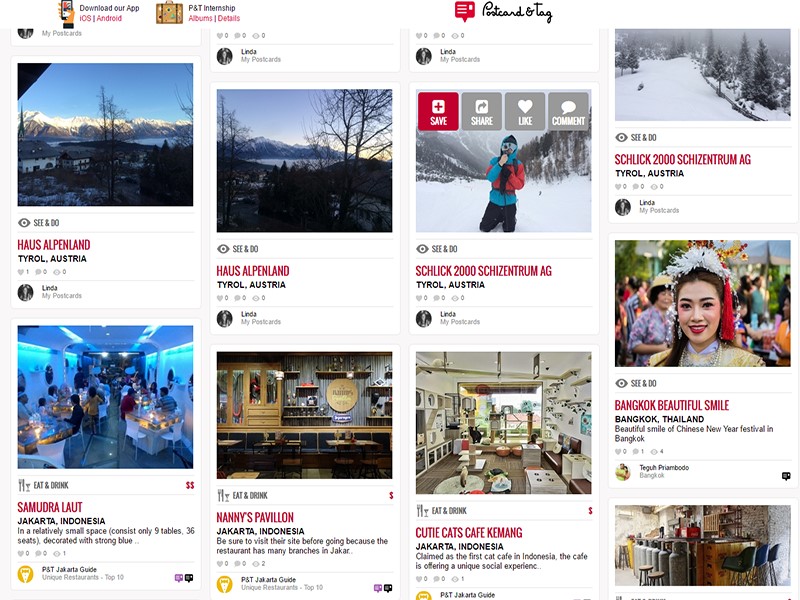 Download our App
iOS | Android
P&T Internship
Albums | Details
Postcard & Tag
My Postcards
0 0 0
Linda
My Postcards
0 0 0
Linda
My Postcards
SEE & DO
HAUS ALPENLAND
TYROL, AUSTRIA
1 0 0
Linda
My Postcards
SEE & DO
HAUS ALPENLAND
TYROL, AUSTRIA
0 0 0
Linda
My Postcards
SAVE
SHARE
LIKE
COMMENT
SEE & DO
SCHLICK 2000 SCHIZENTRUM AG
TYROL, AUSTRIA
0 0 0
Linda
My Postcards
SEE & DO
SCHLICK 2000 SCHIZENTRUM AG
TYROL, AUSTRIA
0 0 0
Linda
My Postcards
EAT & DRINK $$
SAMUDRA LAUT
JAKARTA, INDONESIA
In a relatively small space (consist only 9 tables, 36
seats), decorated with strong blue ..
0 0 1
P&T Jakarta Guide
Unique Restaurants - Top 10
EAT & DRINK $
NANNY'S PAVILLON
JAKARTA, INDONESIA
Be sure to visit their site before going because the
restaurant has many branches in Jakar..
0 0 2
P&T Jakarta Guide
Unique Restaurants - Top 10
EAT & DRINK $
CUTIE CATS CAFE KEMANG
JAKARTA, INDONESIA
Claimed as the first cat cafe in Indonesia, the cafe
is offering a unique social experienc..
0 0 1
P&T Jakarta Guide
SEE & DO
BANGKOK BEAUTIFUL SMILE
BANGKOK, THAILAND
Beautiful smile of Chinese New Year festival in
Bangkok
0 1 4
Teguh Priambodo
Bangkok